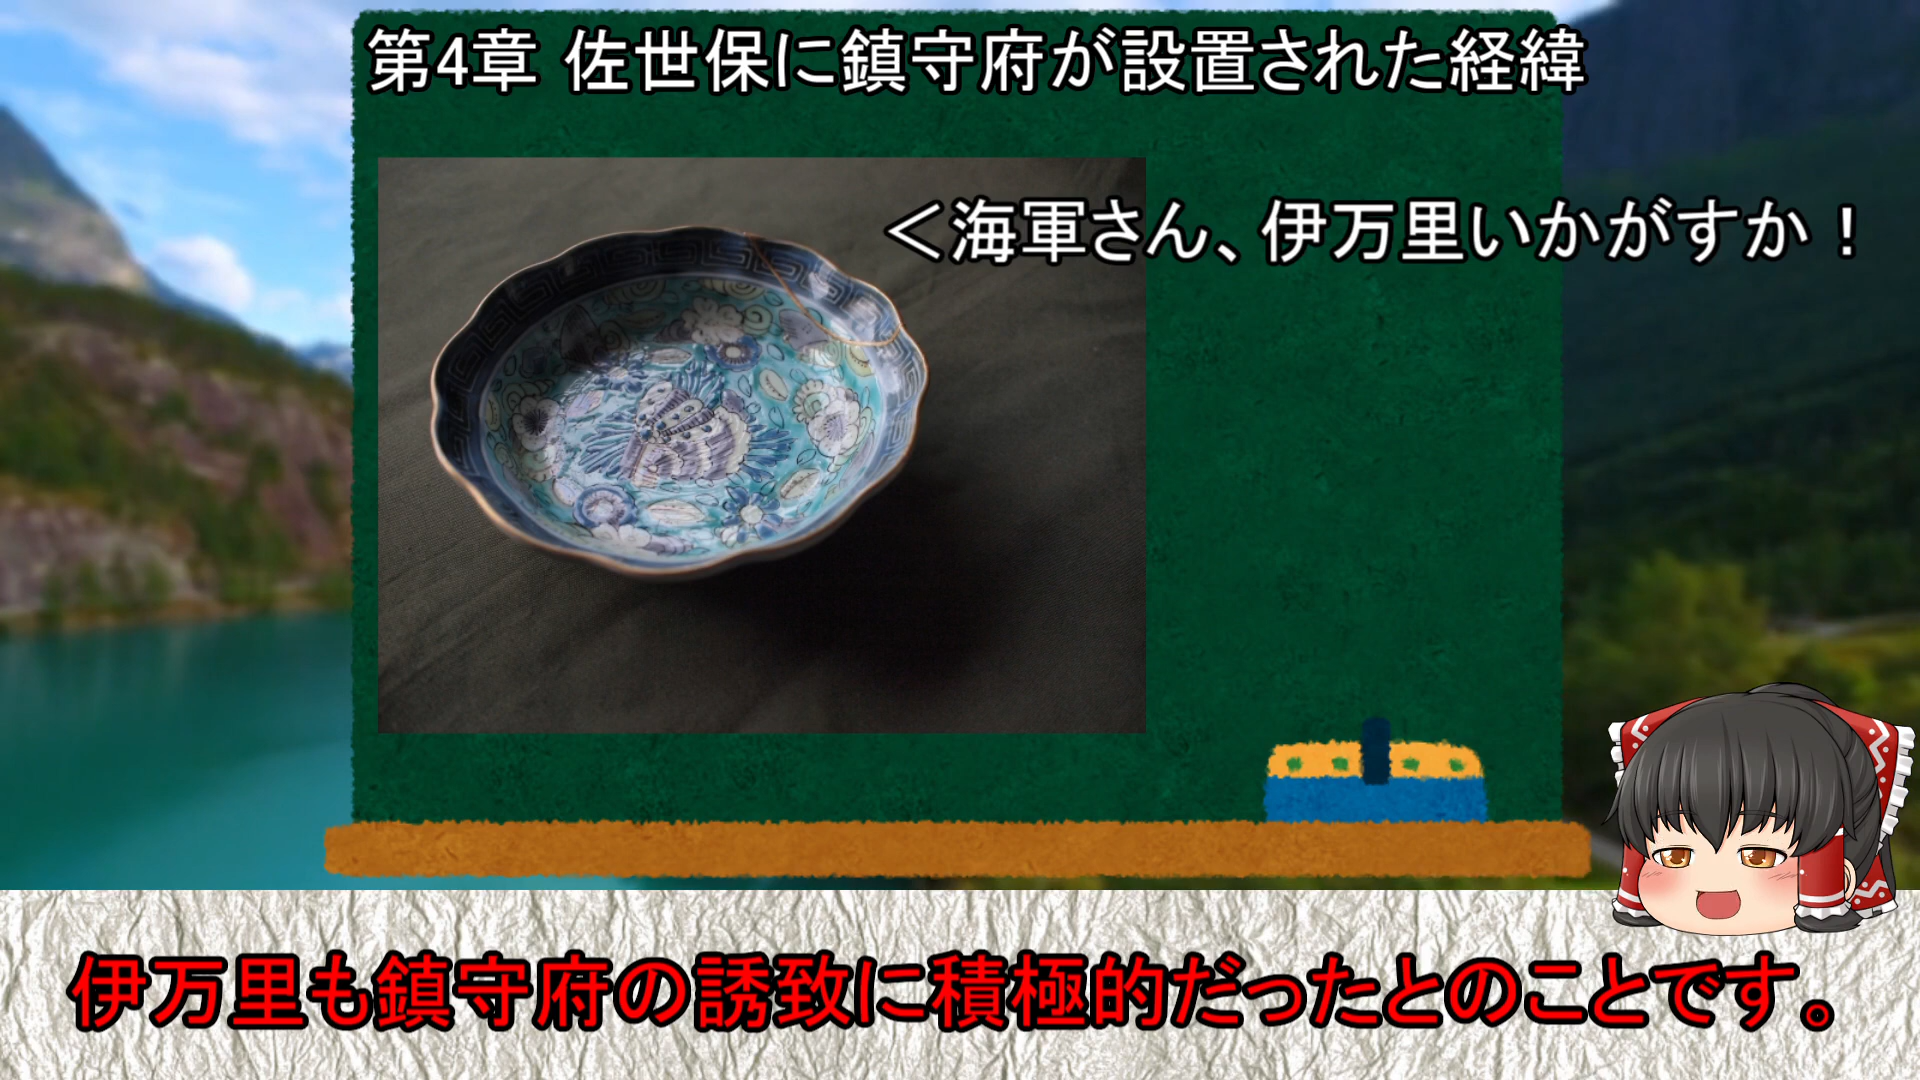 第4章 佐世保に鎮守府が設置された経緯
＜海軍さん、伊万里いかがすか！
伊万里も鎮守府の誘致に積極的だったとのことです。